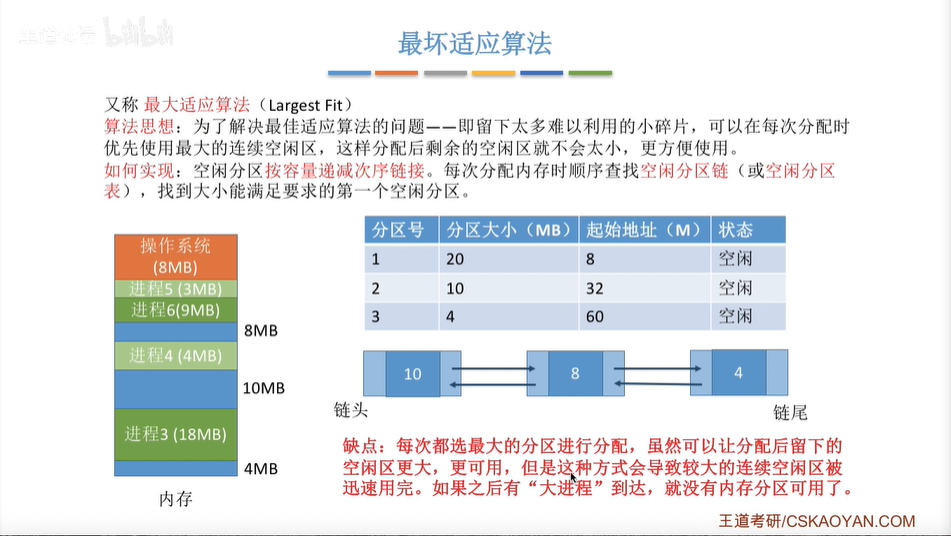 王道考研 bilibili
最坏适应算法
又称 最大适应算法（Largest Fit）
算法思想：为了解决最佳适应算法的问题——即留下太多难以利用的小碎片，可以在每次分配时
优先使用最大的连续空闲区，这样分配后剩余的空闲区就不会太小，更方便使用。
如何实现：空闲分区按容量递减次序链接。每次分配内存时顺序查找空闲分区链（或空闲分区
表），找到大小能满足要求的第一个空闲分区。
操作系统
(8MB)
进程5 (3MB)
进程6(9MB)
8MB
进程4 (4MB)
10MB
进程3 (18MB)
4MB
内存
分区号 分区大小（MB） 起始地址（M） 状态
1 20 8 空闲
2 10 32 空闲
3 4 60 空闲
10 8 4
链头 链尾
缺点：每次都选最大的分区进行分配，虽然可以让分配后留下的
空闲区更大，更可用，但是这种方式会导致较大的连续空闲区被
迅速用完。如果之后有“大进程”到达，就没有内存分区可用了。
王道考研/CSKAOYAN.COM